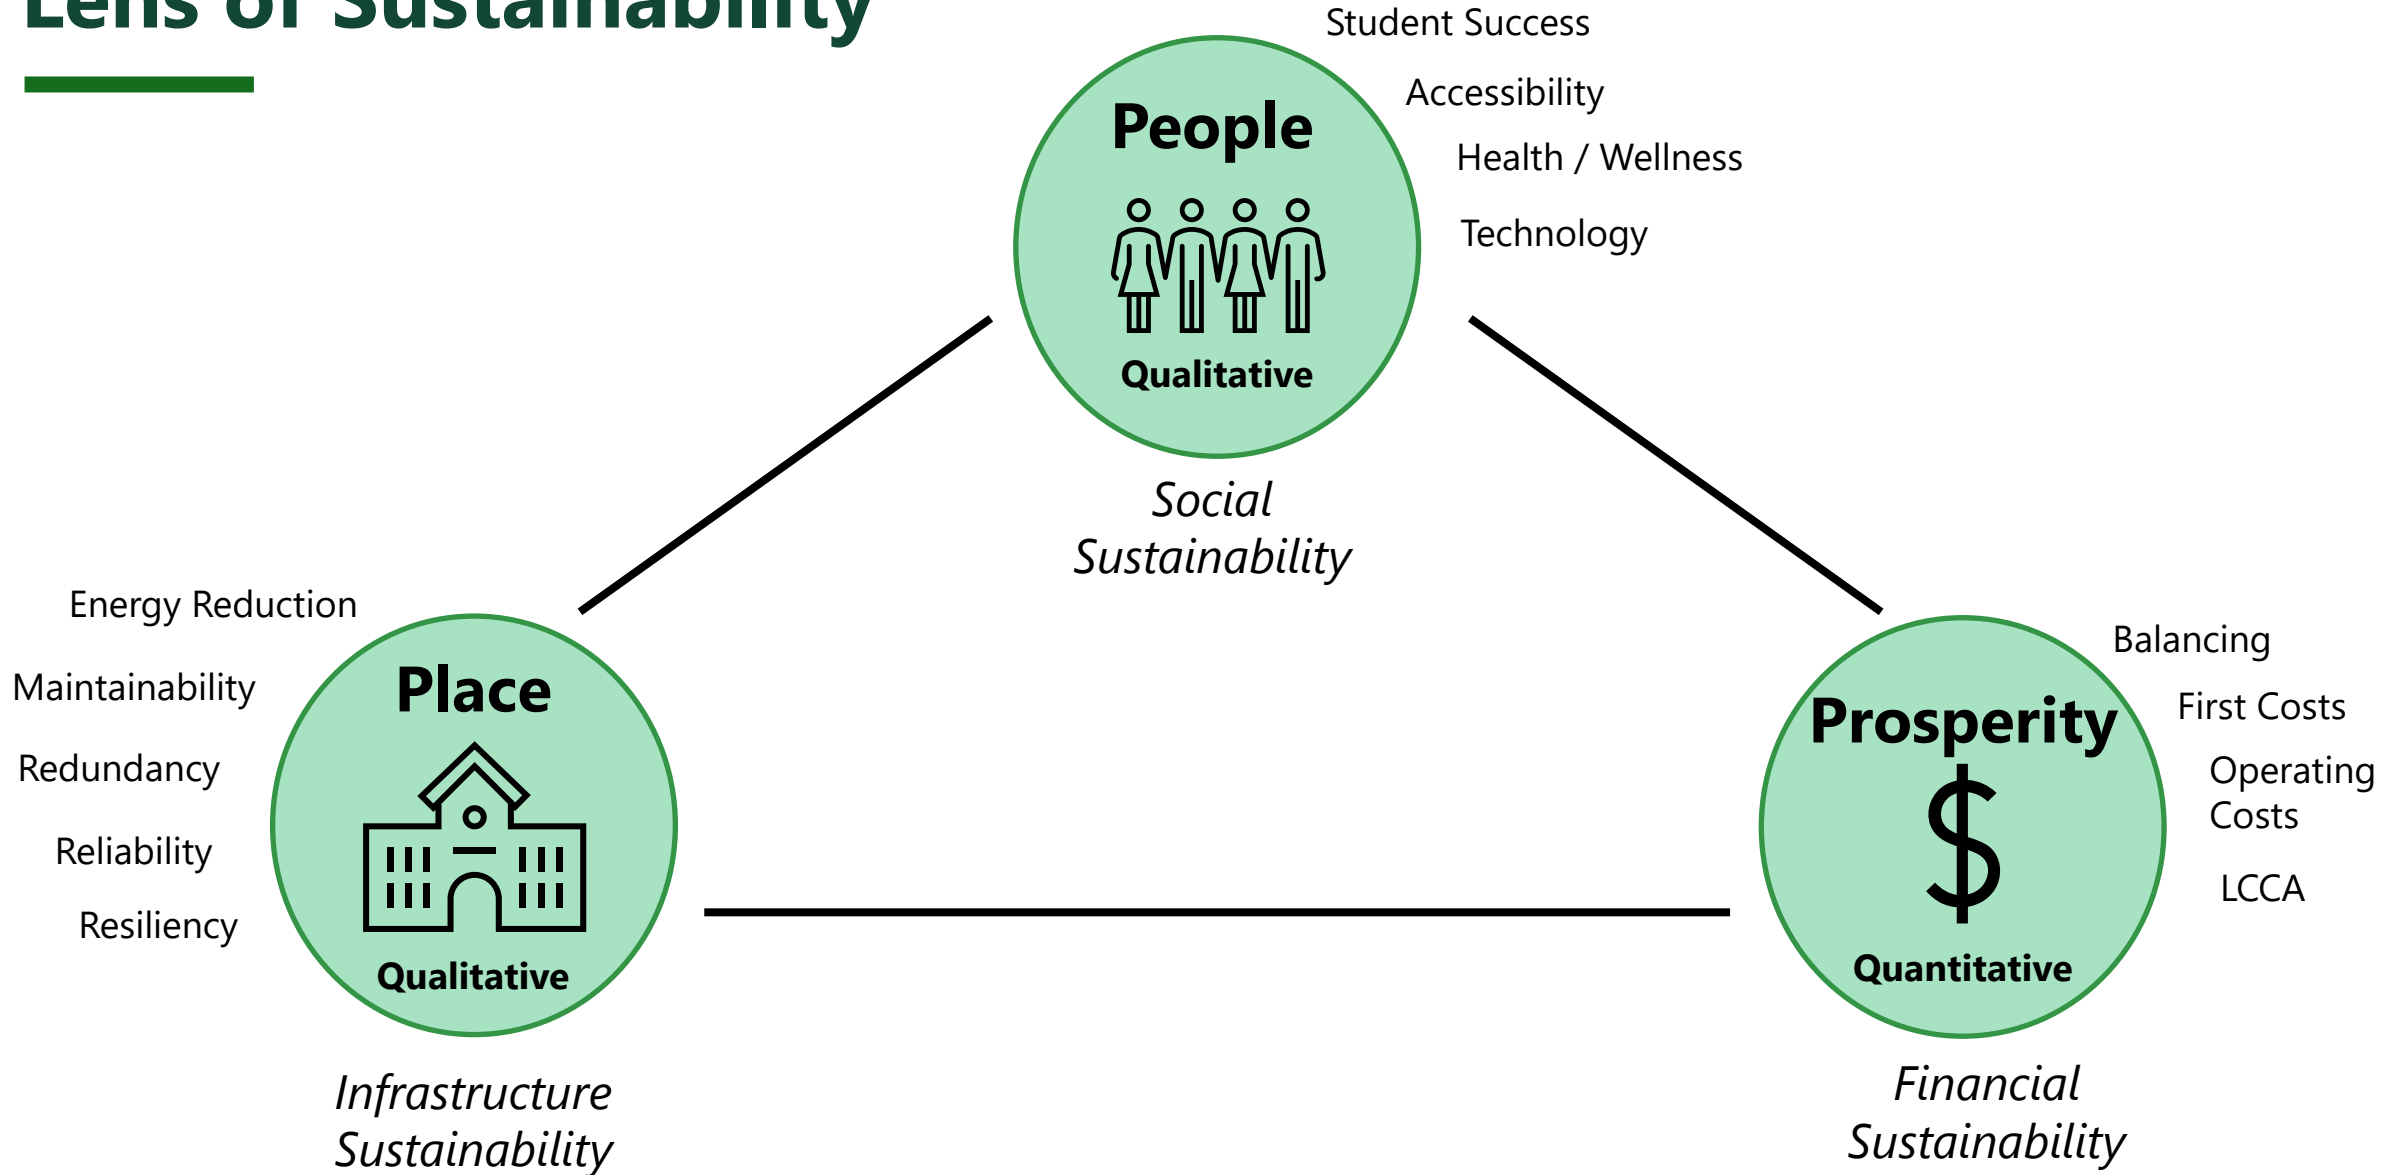 Lens of Sustainability
Student Success
Accessibility
Health / Wellness
Technology
People
Qualitative
Social
Sustainability
Energy Reduction
Maintainability
Redundancy
Reliability
Resiliency
Place
Qualitative
Infrastructure
Sustainability
Balancing
First Costs
Operating
Costs
LCCA
Prosperity
$
Quantitative
Financial
Sustainability